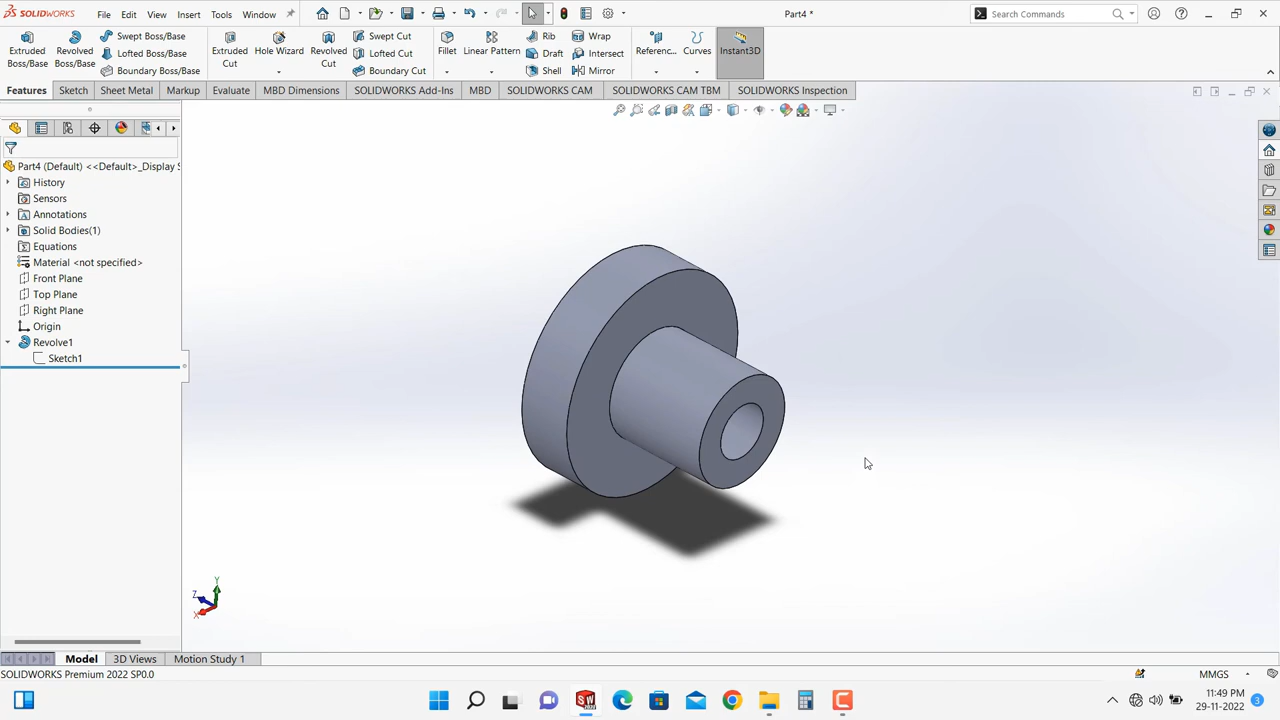 SOLIDWORKS File Edit View Insert Tools Window Part4 * Search Commands
Extruded Boss/Base
Revolved Boss/Base
Swept Boss/Base
Lofted Boss/Base
Boundary Boss/Base
Extruded Cut
Hole Wizard
Revolved Cut
Swept Cut
Lofted Cut
Boundary Cut
Fillet
Linear Pattern
Rib
Draft
Shell
Wrap
Intersect
Mirror
Referenc...
Curves
Instant3D
Features Sketch Sheet Metal Markup Evaluate MBD Dimensions SOLIDWORKS Add-Ins MBD SOLIDWORKS CAM SOLIDWORKS CAM TBM SOLIDWORKS Inspection
Part4 (Default) <<Default>_Display S
History
Sensors
Annotations
Solid Bodies(1)
Equations
Material <not specified>
Front Plane
Top Plane
Right Plane
Origin
Revolve1
Sketch1
Y
Z
X
Model 3D Views Motion Study 1
SOLIDWORKS Premium 2022 SP0.0 MMGS
11:49 PM
29-11-2022
3